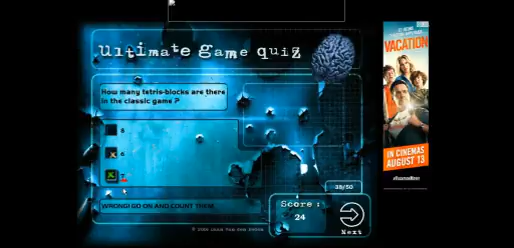 ultimate game quiz
How many tetris-blocks are there
in the classic game ?
8
6
7
WRONG! GO ON AND COUNT THEM
38/50
Score :
24
Next
VACATION
IN CINEMAS
AUGUST 13